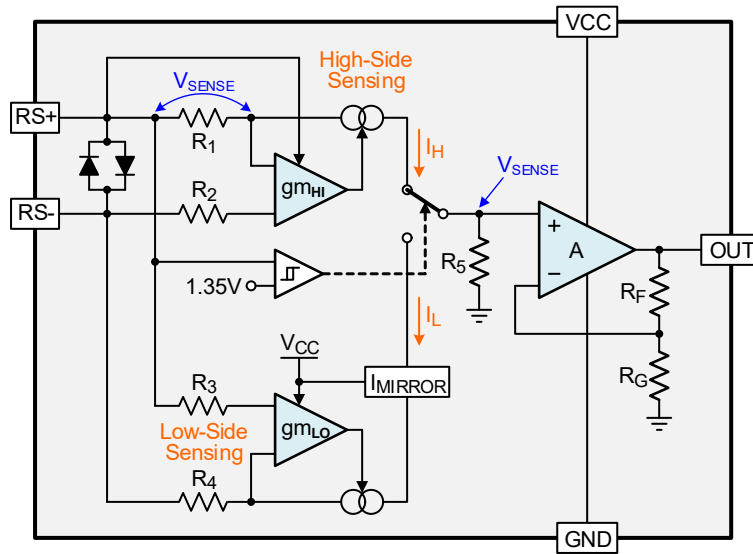 VCC
High-Side
Sensing
VSENSE
RS+
R1
IH
gmHI
VSENSE
R2
RS-
+
A
OUT
R5
−
RF
1.35V
IL
VCC
RG
R3
IMIRROR
gmLO
Low-Side
Sensing
R4
GND